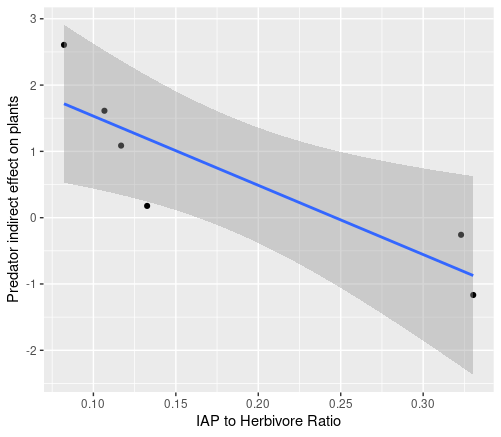 Predator indirect effect on plants
3
2
1
0
-1
-2
0.10 0.15 0.20 0.25 0.30
IAP to Herbivore Ratio